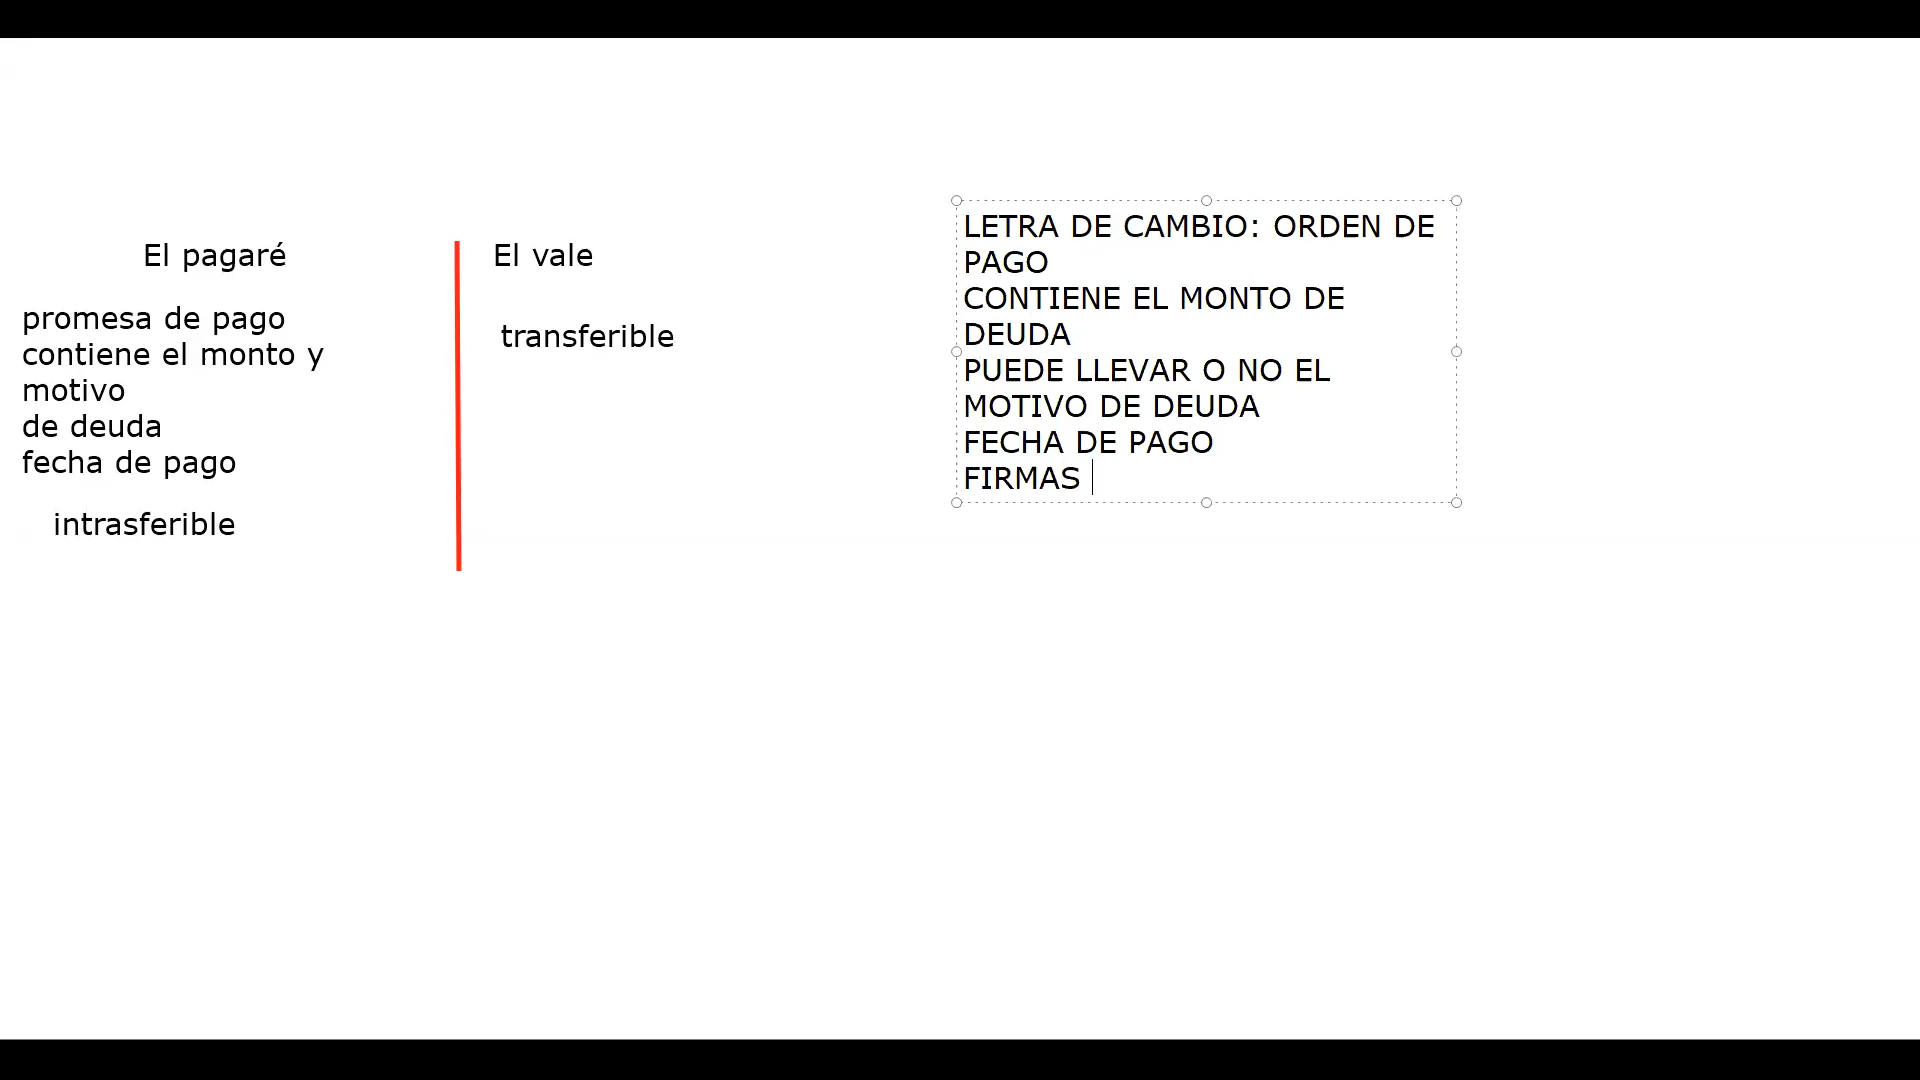 El pagaré
promesa de pago
contiene el monto y
motivo
de deuda
fecha de pago
intrasferible
El vale
transferible
LETRA DE CAMBIO: ORDEN DE
PAGO
CONTIENE EL MONTO DE
DEUDA
PUEDE LLEVAR O NO EL
MOTIVO DE DEUDA
FECHA DE PAGO
FIRMAS